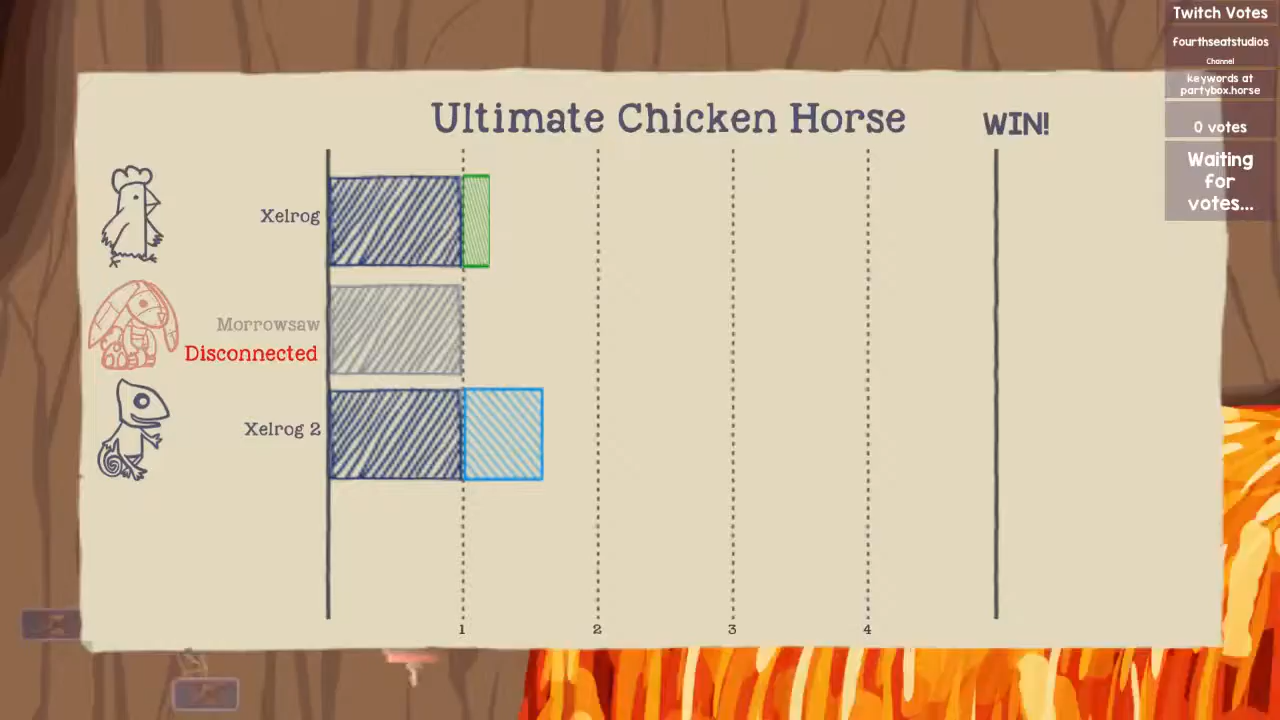 Twitch Votes
fourthseatstudios
Channel
keywords at
partybox.horse
0 votes
Waiting
for
votes...
Ultimate Chicken Horse
WIN!
Xelrog
Morrowsaw
Disconnected
Xelrog 2
1 2 3 4